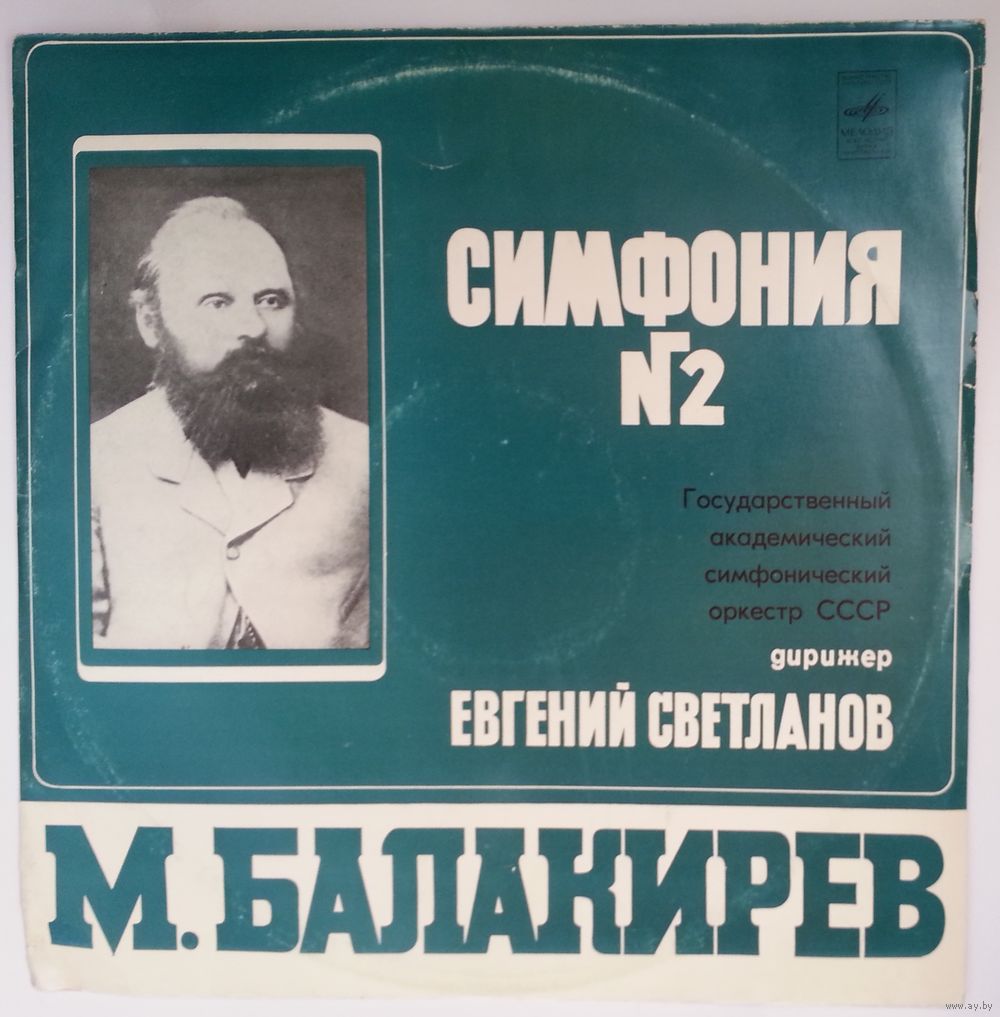 МЕЛОДИЯ
СИМФОНИЯ
№2
Государственный
академический
симфонический
оркестр СССР
дирижер
ЕВГЕНИЙ СВЕТЛАНОВ
М. БАЛАКИРЕВ
www.ay.by